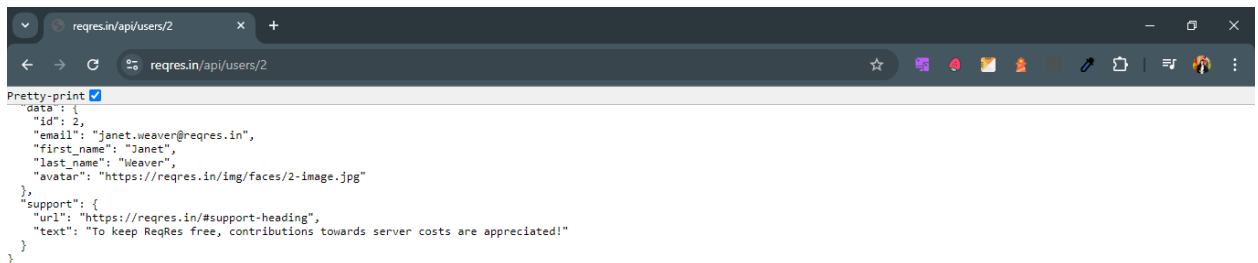 reqres.in/api/users/2
reqres.in/api/users/2
Pretty-print
"data": {
"id": 2,
"email": "janet.weaver@reqres.in",
"first_name": "Janet",
"last_name": "Weaver",
"avatar": "https://reqres.in/img/faces/2-image.jpg"
},
"support": {
"url": "https://reqres.in/#support-heading",
"text": "To keep ReqRes free, contributions towards server costs are appreciated!"
}
}